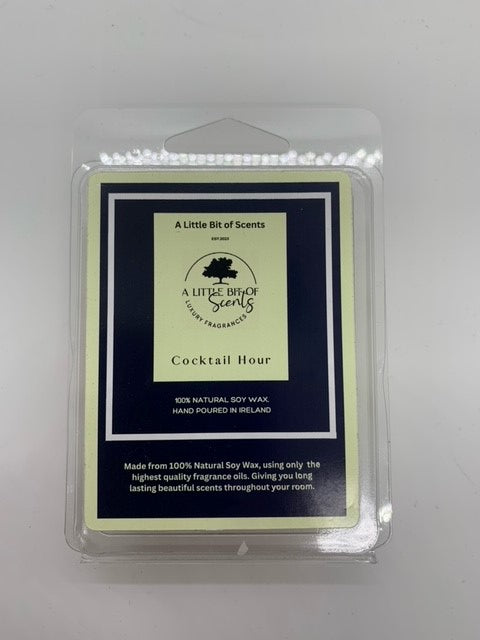 A Little Bit of Scents
EST.2023
A LITTLE BIT OF
Scents
LUXURY FRAGRANCES
Cocktail Hour
100% NATURAL SOY WAX.
HAND POURED IN IRELAND
Made from 100% Natural Soy Wax, using only the
highest quality fragrance oils. Giving you long
lasting beautiful scents throughout your room.